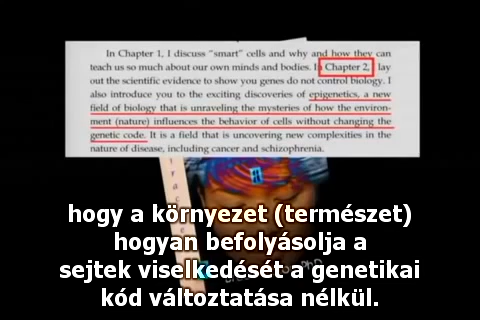 In Chapter 1, I discuss "smart" cells and why and how they can
teach us so much about our own minds and bodies. In Chapter 2, I lay
out the scientific evidence to show you genes do not control biology. I
also introduce you to the exciting discoveries of epigenetics, a new
field of biology that is unraveling the mysteries of how the environ-
ment (nature) influences the behavior of cells without changing the
genetic code. It is a field that is uncovering new complexities in the
nature of disease, including cancer and schizophrenia.
hogy a környezet (természet)
hogyan befolyásolja a
sejtek viselkedését a genetikai
kód változtatása nélkül.